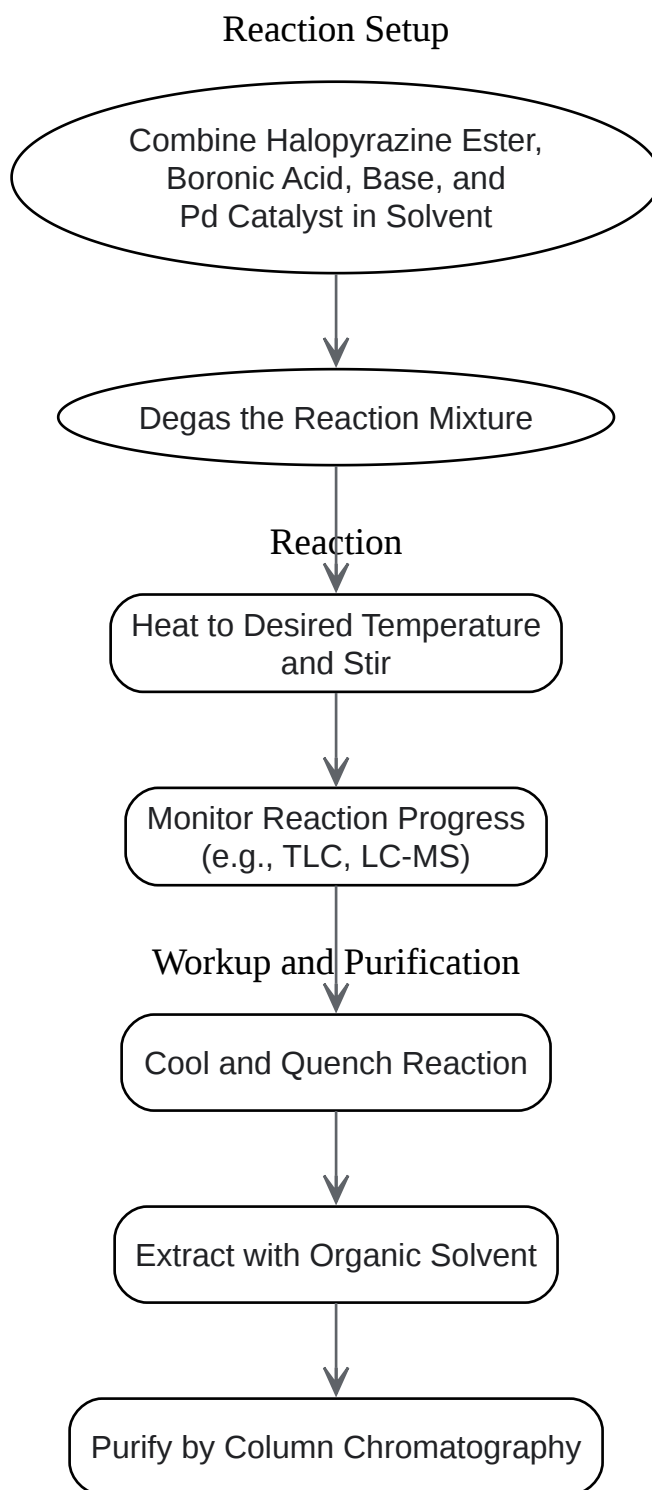 Reaction Setup
Combine Halopyrazine Ester,
Boronic Acid, Base, and
Pd Catalyst in Solvent
Degas the Reaction Mixture
Reaction
Heat to Desired Temperature
and Stir
Monitor Reaction Progress
(e.g., TLC, LC-MS)
Workup and Purification
Cool and Quench Reaction
Extract with Organic Solvent
Purify by Column Chromatography